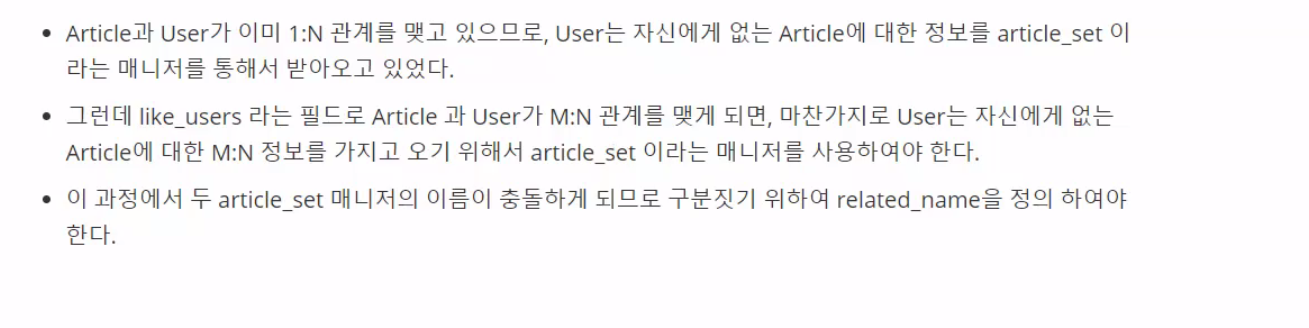 • Article과 User가 이미 1:N 관계를 맺고 있으므로, User는 자신에게 없는 Article에 대한 정보를 article_set 이
라는 매니저를 통해서 받아오고 있었다.
• 그런데 like_users 라는 필드로 Article 과 User가 M:N 관계를 맺게 되면, 마찬가지로 User는 자신에게 없는
Article에 대한 M:N 정보를 가지고 오기 위해서 article_set 이라는 매니저를 사용하여야 한다.
• 이 과정에서 두 article_set 매니저의 이름이 충돌하게 되므로 구분짓기 위하여 related_name을 정의 하여야
한다.